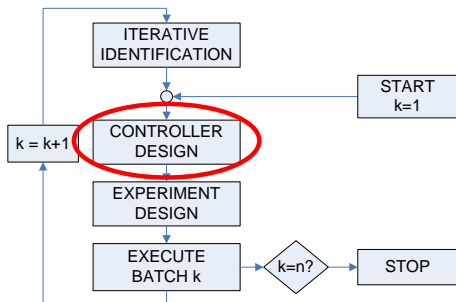 ITERATIVE
IDENTIFICATION
START
k=1
k = k+1
CONTROLLER
DESIGN
EXPERIMENT
DESIGN
EXECUTE
BATCH k
k=n?
STOP